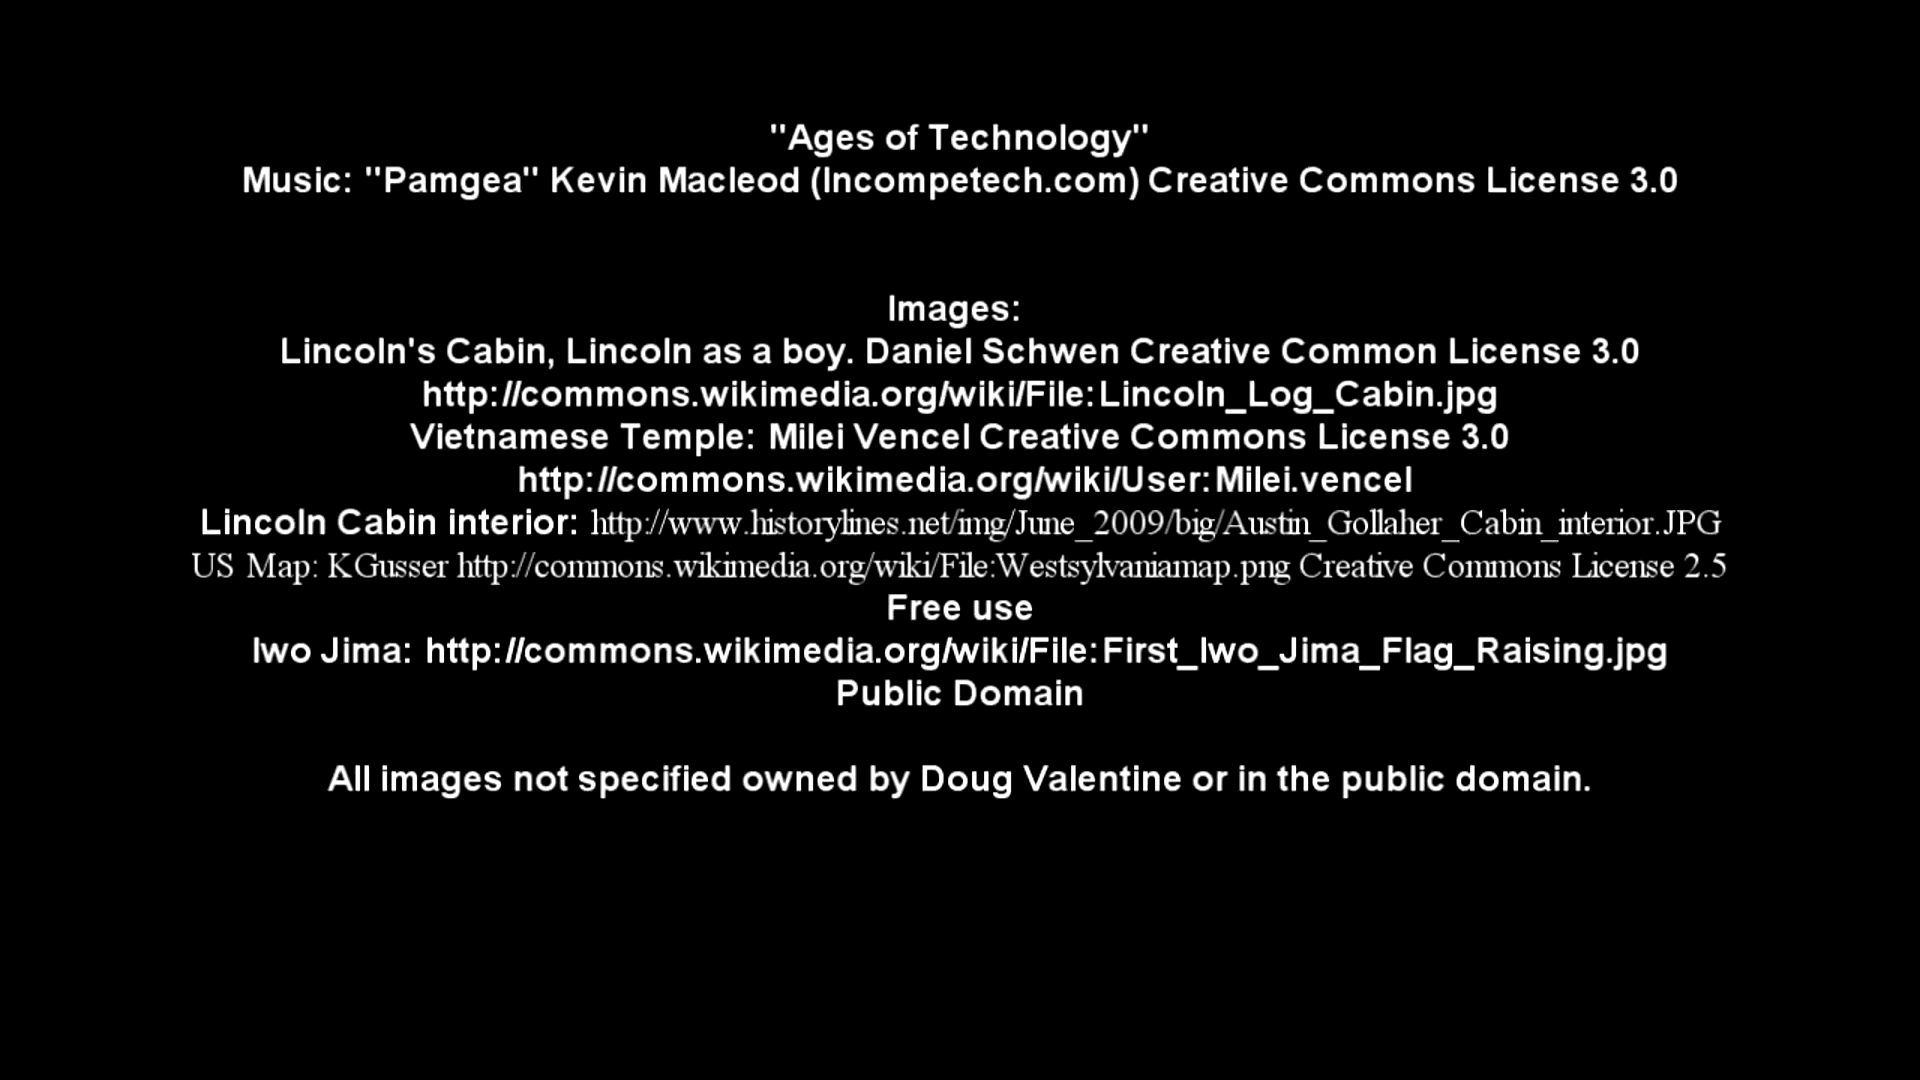 "Ages of Technology"
Music: "Pamgea" Kevin Macleod (Incompetech.com) Creative Commons License 3.0
Images:
Lincoln's Cabin, Lincoln as a boy. Daniel Schwen Creative Common License 3.0
http://commons.wikimedia.org/wiki/File:Lincoln_Log_Cabin.jpg
Vietnamese Temple: Milei Vencel Creative Commons License 3.0
http://commons.wikimedia.org/wiki/User:Milei.vencel
Lincoln Cabin interior: http://www.historylines.net/img/June_2009/big/Austin_Gollaher_Cabin_interior.JPG
US Map: KGusser http://commons.wikimedia.org/wiki/File:Westsylvaniamap.png Creative Commons License 2.5
Free use
Iwo Jima: http://commons.wikimedia.org/wiki/File:First_Iwo_Jima_Flag_Raising.jpg
Public Domain
All images not specified owned by Doug Valentine or in the public domain.